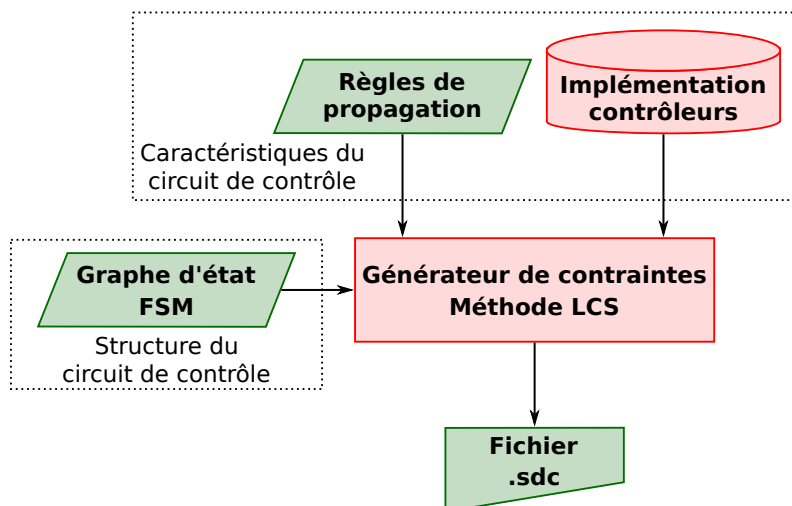 Règles de
propagation
Implémentation
contrôleurs
Caractéristiques du
circuit de contrôle
Graphe d'état
FSM
Structure du
circuit de contrôle
Générateur de contraintes
Méthode LCS
Fichier
.sdc